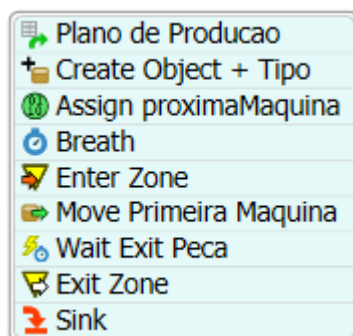 Plano de Producao
Create Object + Tipo
Assign proximaMaquina
Breath
Enter Zone
Move Primeira Maquina
Wait Exit Peca
Exit Zone
Sink